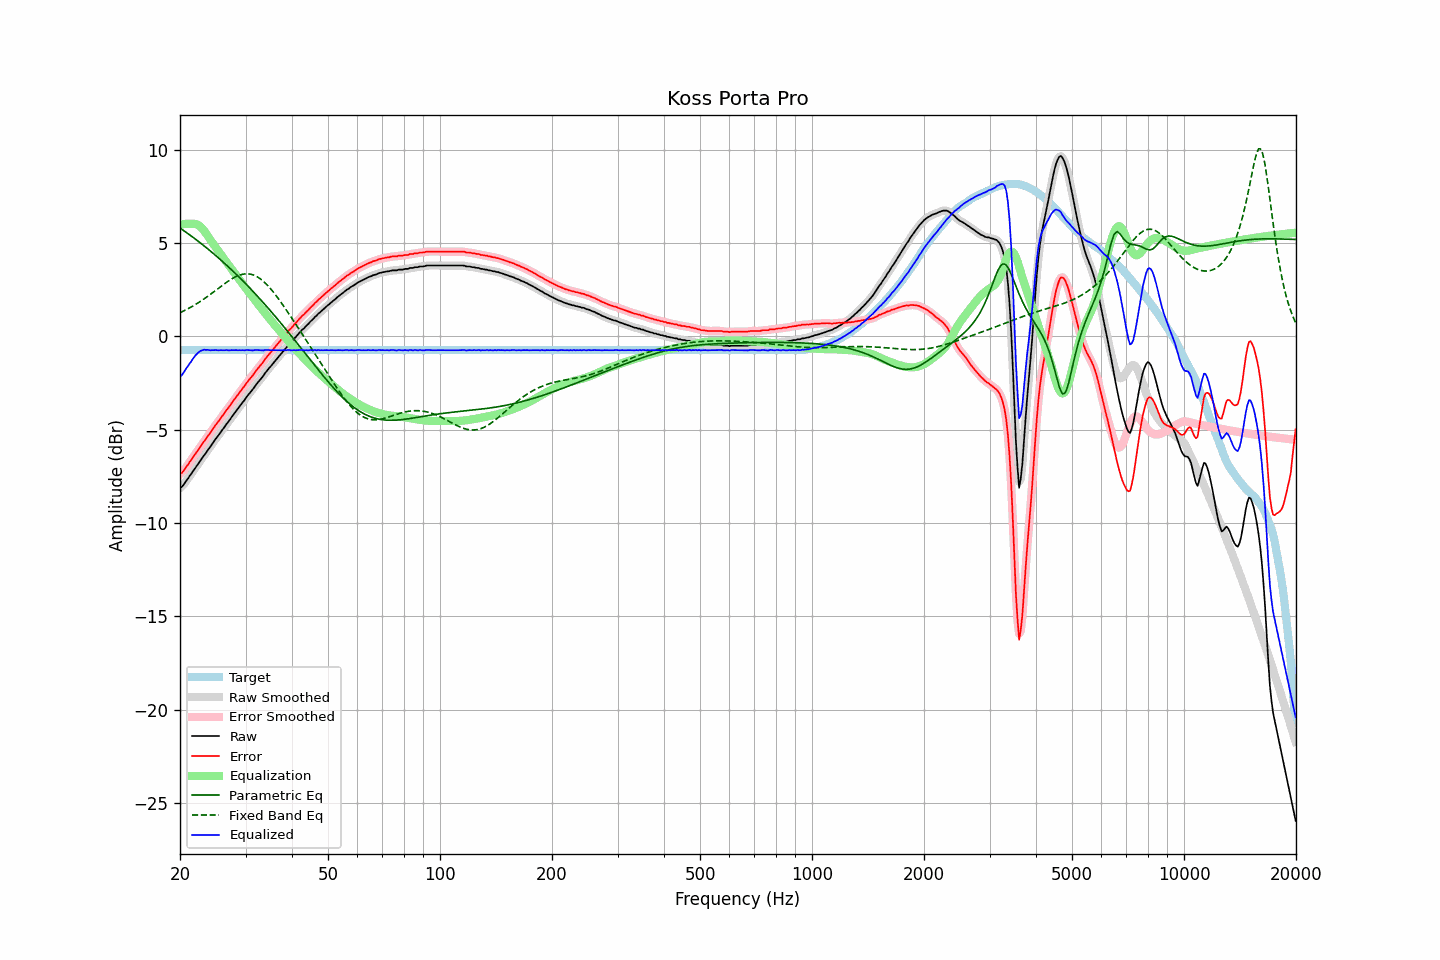 Koss Porta Pro
10
5
0
−5
−10
−15
−20
−25
Amplitude (dBr)
Target
Raw Smoothed
Error Smoothed
Raw
Error
Equalization
Parametric Eq
Fixed Band Eq
Equalized
20 50 100 200 500 1000 2000 5000 10000 20000
Frequency (Hz)